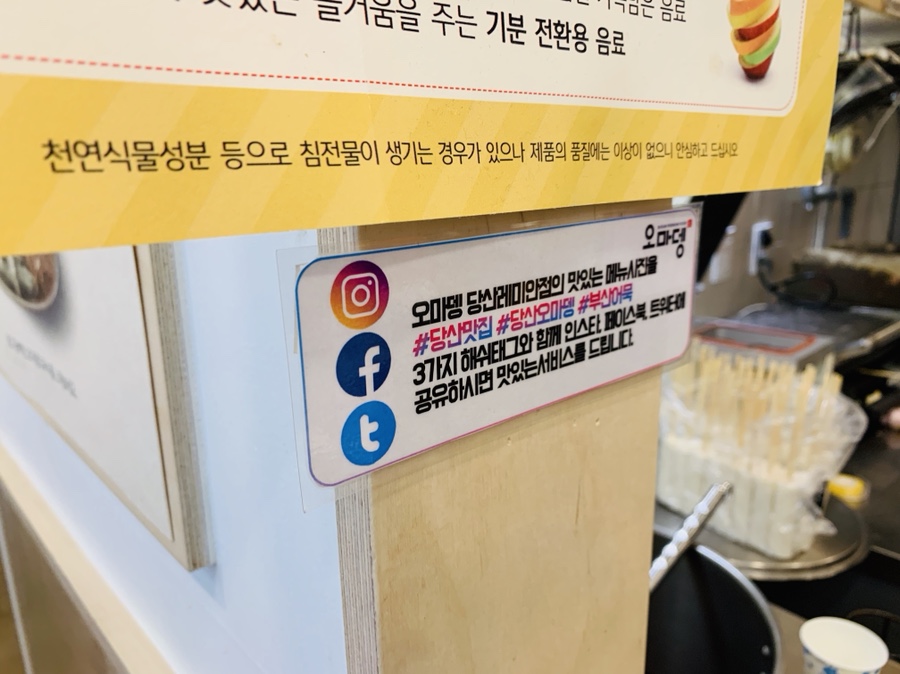 즐거움을 주는 기분 전환용 음료
천연식물성분 등으로 침전물이 생기는 경우가 있으나 제품의 품질에는 이상이 없으니 안심하고 드십시오
오마뎅
오마뎅 당산래미안점의 맛있는 메뉴사진을
#당산맛집 #당산오마뎅 #부산어묵
3가지 해쉬태그와 함께 인스타, 페이스북, 트위터에
공유하시면 맛있는서비스를 드립니다.